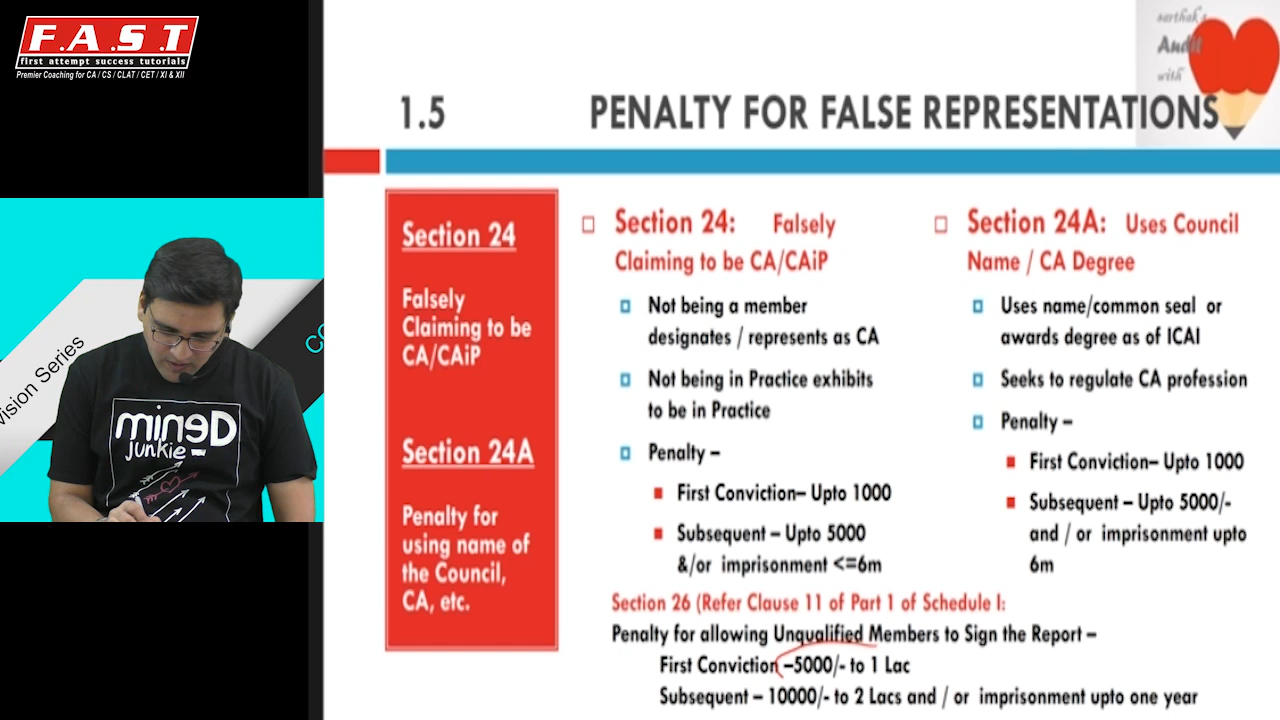 F.A.S.T
first attempt success tutorials
Premier Coaching for CA / CS / CLAT / CET / XI & XII
sarthak's
Audit
with
1.5 PENALTY FOR FALSE REPRESENTATIONS
Section 24
Falsely
Claiming to be
CA/CAiP
Section 24A
Penalty for
using name of
the Council,
CA, etc.
Section 24: Falsely
Claiming to be CA/CAiP
Not being a member
designates / represents as CA
Not being in Practice exhibits
to be in Practice
Penalty –
First Conviction– Upto 1000
Subsequent – Upto 5000
&/or imprisonment <=6m
Section 24A: Uses Council
Name / CA Degree
Uses name/common seal or
awards degree as of ICAI
Seeks to regulate CA profession
Penalty –
First Conviction– Upto 1000
Subsequent – Upto 5000/-
and / or imprisonment upto
6m
Section 26 (Refer Clause 11 of Part 1 of Schedule I:
Penalty for allowing Unqualified Members to Sign the Report –
First Conviction –5000/- to 1 Lac
Subsequent – 10000/- to 2 Lacs and / or imprisonment upto one year
Series
mineD
junkie